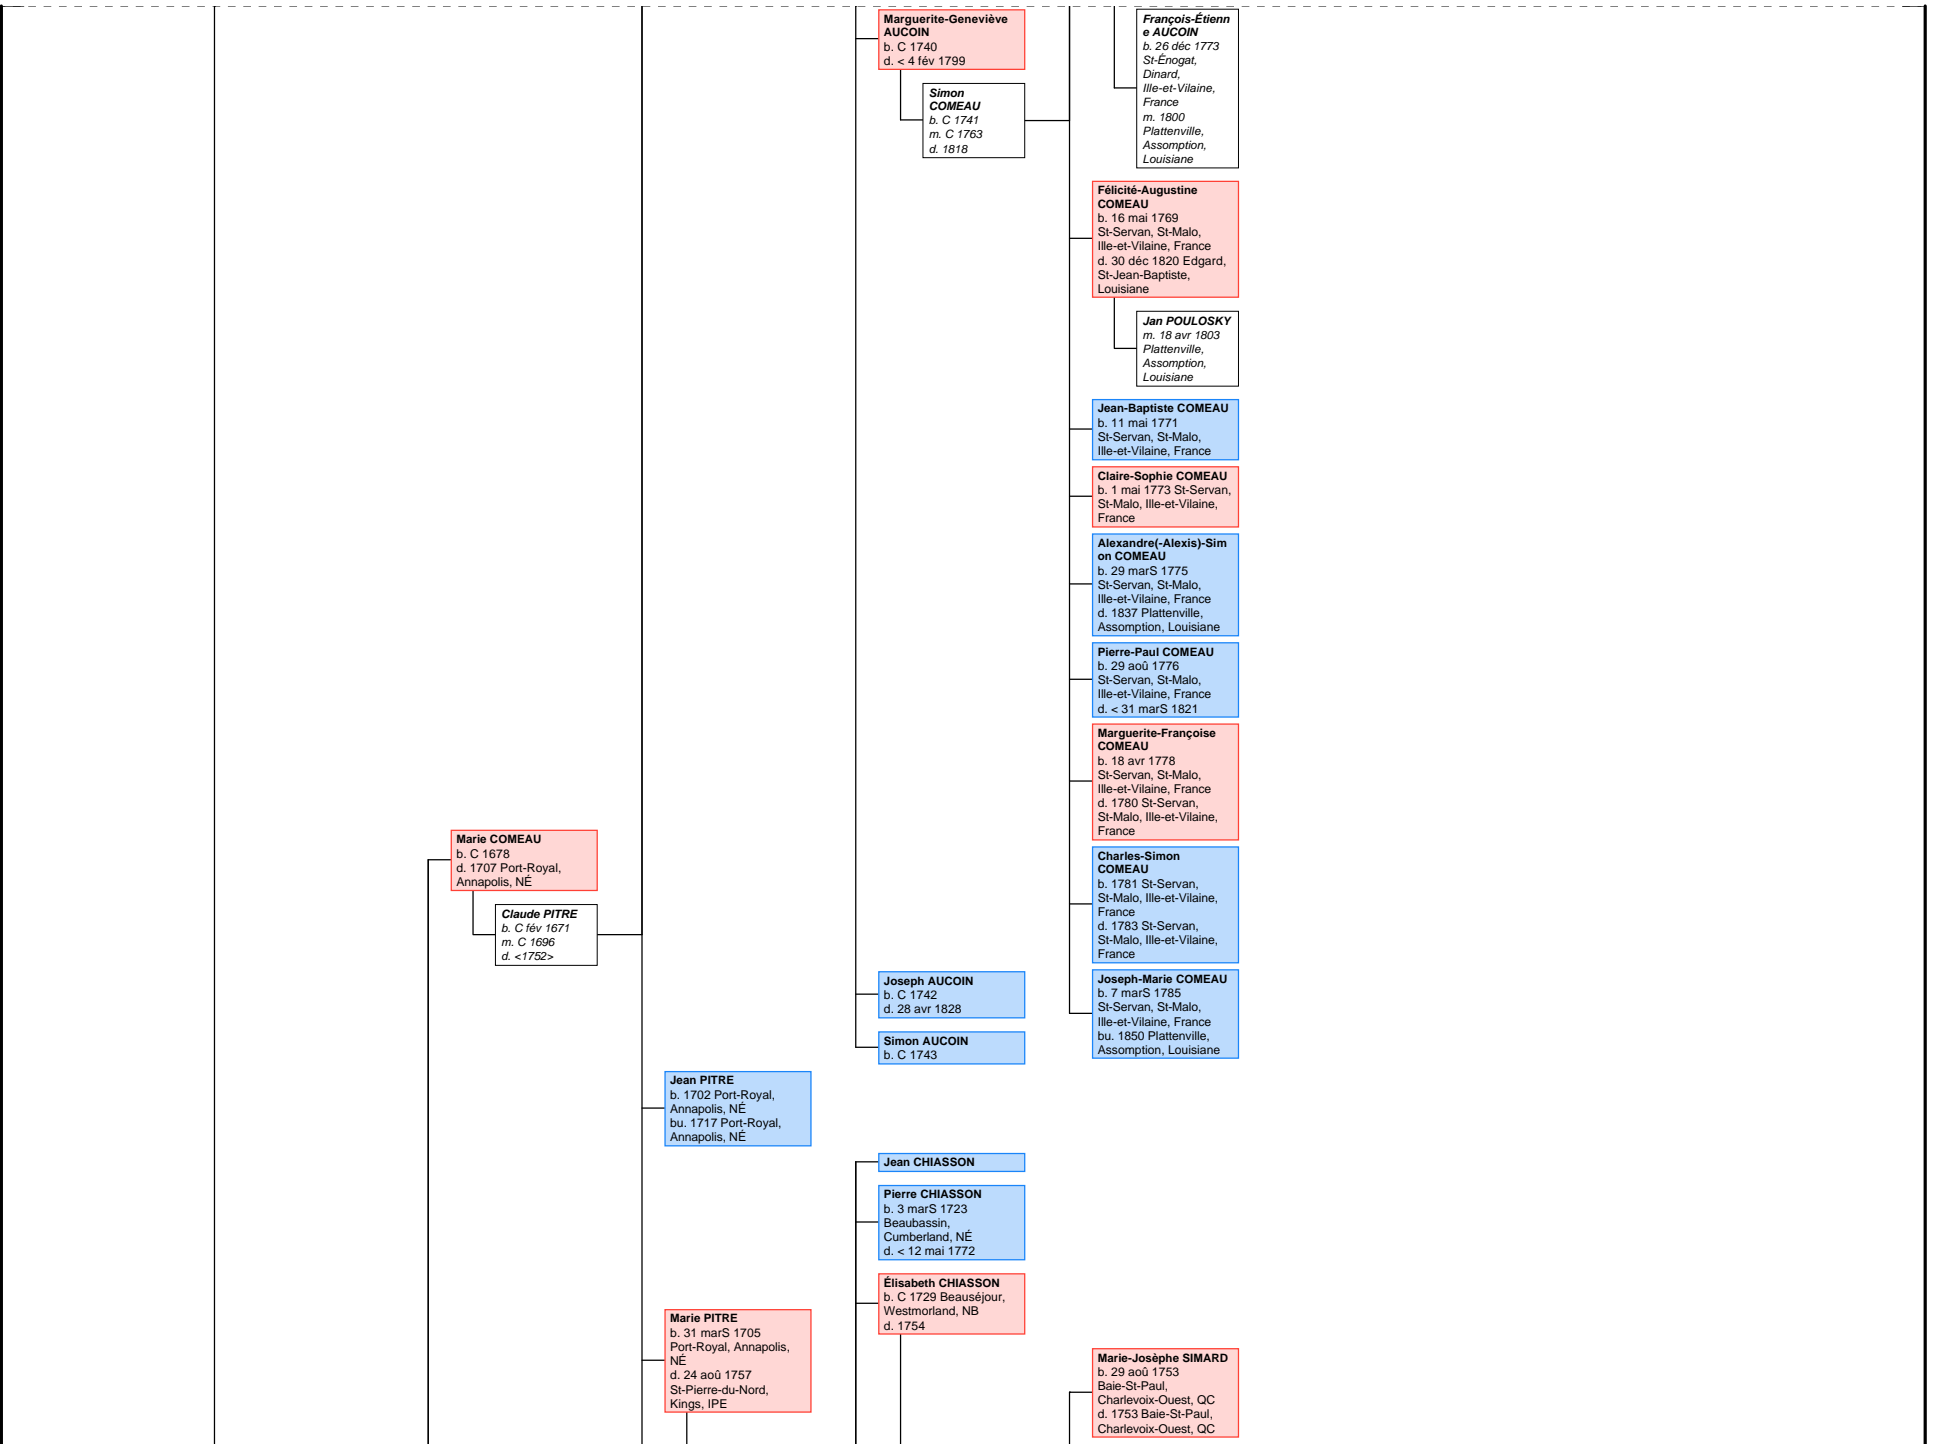 Marguerite-Geneviève
AUCOIN
b. C 1740
d. < 4 fév 1799
Simon
COMEAU
b. C 1741
m. C 1763
d. 1818
François-Étienn
e AUCOIN
b. 26 déc 1773
St-Énogat,
Dinard,
Ille-et-Vilaine,
France
m. 1800
Plattenville,
Assomption,
Louisiane
Félicité-Augustine
COMEAU
b. 16 mai 1769
St-Servan, St-Malo,
Ille-et-Vilaine, France
d. 30 déc 1820 Edgard,
St-Jean-Baptiste,
Louisiane
Jan POULOSKY
m. 18 avr 1803
Plattenville,
Assomption,
Louisiane
Jean-Baptiste COMEAU
b. 11 mai 1771
St-Servan, St-Malo,
Ille-et-Vilaine, France
Claire-Sophie COMEAU
b. 1 mai 1773 St-Servan,
St-Malo, Ille-et-Vilaine,
France
Alexandre(-Alexis)-Sim
on COMEAU
b. 29 marS 1775
St-Servan, St-Malo,
Ille-et-Vilaine, France
d. 1837 Plattenville,
Assomption, Louisiane
Pierre-Paul COMEAU
b. 29 aoû 1776
St-Servan, St-Malo,
Ille-et-Vilaine, France
d. < 31 marS 1821
Marguerite-Françoise
COMEAU
b. 18 avr 1778
St-Servan, St-Malo,
Ille-et-Vilaine, France
d. 1780 St-Servan,
St-Malo, Ille-et-Vilaine,
France
Marie COMEAU
b. C 1678
d. 1707 Port-Royal,
Annapolis, NÉ
Claude PITRE
b. C fév 1671
m. C 1696
d. <1752>
Charles-Simon
COMEAU
b. 1781 St-Servan,
St-Malo, Ille-et-Vilaine,
France
d. 1783 St-Servan,
St-Malo, Ille-et-Vilaine,
France
Joseph AUCOIN
b. C 1742
d. 28 avr 1828
Simon AUCOIN
b. C 1743
Joseph-Marie COMEAU
b. 7 marS 1785
St-Servan, St-Malo,
Ille-et-Vilaine, France
bu. 1850 Plattenville,
Assomption, Louisiane
Jean PITRE
b. 1702 Port-Royal,
Annapolis, NÉ
bu. 1717 Port-Royal,
Annapolis, NÉ
Jean CHIASSON
Pierre CHIASSON
b. 3 marS 1723
Beaubassin,
Cumberland, NÉ
d. < 12 mai 1772
Élisabeth CHIASSON
b. C 1729 Beauséjour,
Westmorland, NB
d. 1754
Marie PITRE
b. 31 marS 1705
Port-Royal, Annapolis,
NÉ
d. 24 aoû 1757
St-Pierre-du-Nord,
Kings, IPE
Marie-Josèphe SIMARD
b. 29 aoû 1753
Baie-St-Paul,
Charlevoix-Ouest, QC
d. 1753 Baie-St-Paul,
Charlevoix-Ouest, QC